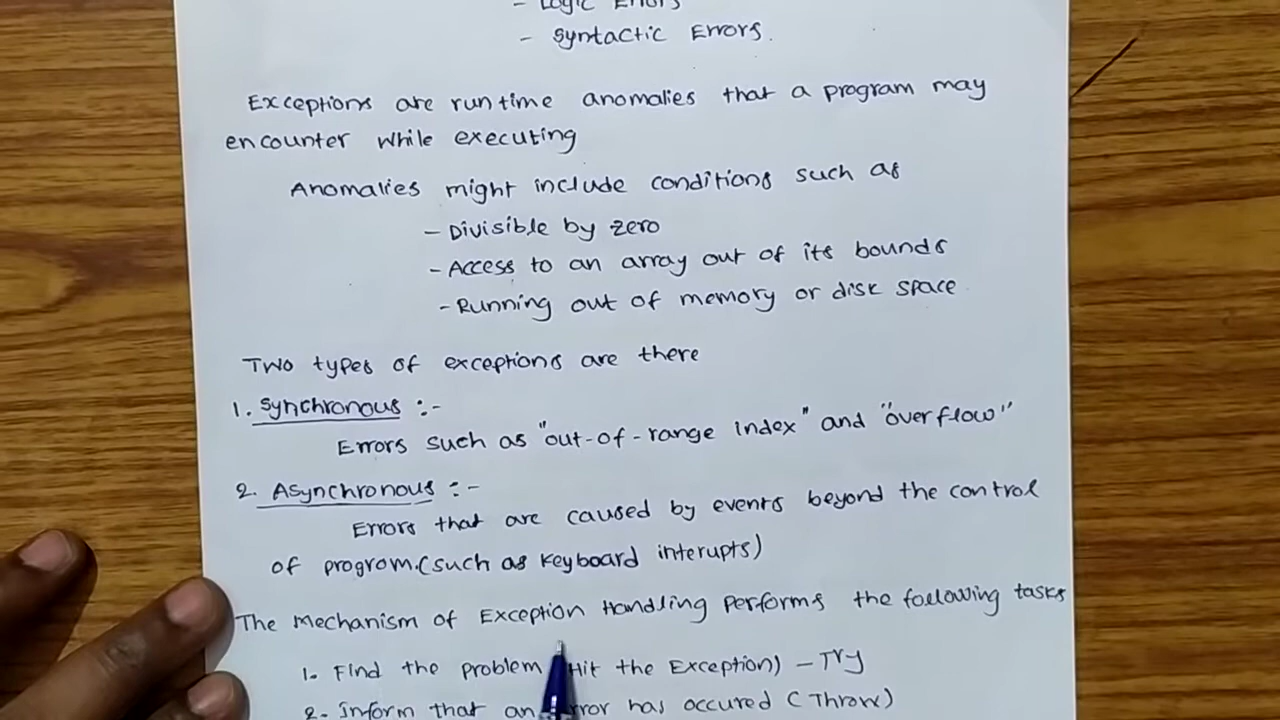 - Logic Errors
- Syntactic Errors.
Exceptions are runtime anomalies that a program may
encounter while executing
Anomalies might include conditions such as
- Divisible by zero
- Access to an array out of its bounds
- Running out of memory or disk space
Two types of exceptions are there
1. Synchronous :-
Errors such as "out-of-range index" and "overflow"
2. Asynchronous :-
Errors that are caused by events beyond the control
of program.(such as keyboard interupts)
The Mechanism of Exception Handling Performs the following tasks
1. Find the problem (Hit the Exception) - Try
2. Inform that an error has occured (Throw)